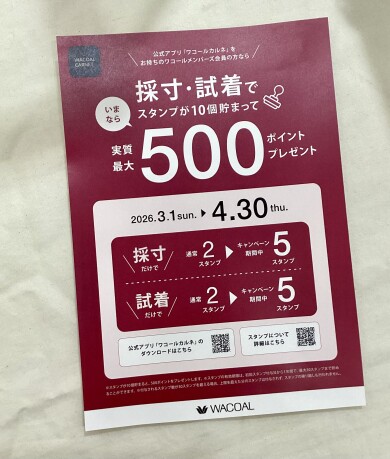 WACOAL
CARNET
公式アプリ「ワコールカルネ」を
お持ちのワコールメンバーズ会員の方なら
いま
なら
採寸・試着で
スタンプが10個貯まって
実質
最大
500
ポイント
プレゼント
2026.3.1sun. ▶ 4.30thu.
採寸
だけで
通常
2
スタンプ
▶
キャンペーン
期間中
5
スタンプ
試着
だけで
通常
2
スタンプ
▶
キャンペーン
期間中
5
スタンプ
公式アプリ「ワコールカルネ」の
ダウンロードはこちら
スタンプについて
詳細はこちら
WACOAL